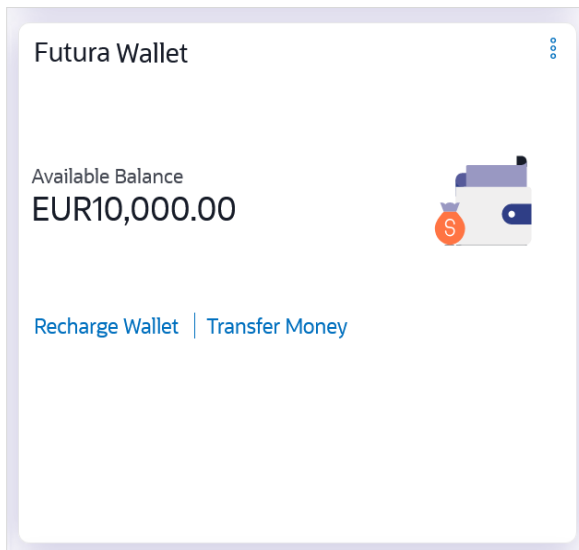 Futura Wallet
Available Balance
EUR10,000.00
S
Recharge Wallet | Transfer Money